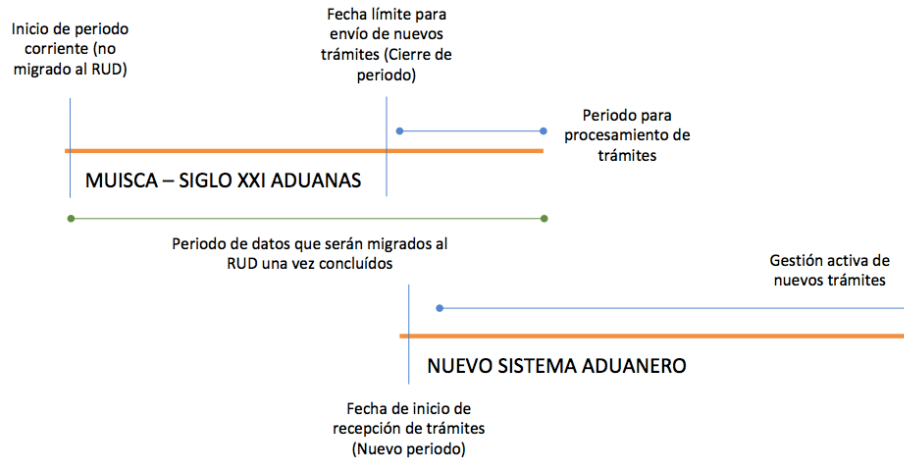 Inicio de periodo
corriente (no
migrado al RUD)
Fecha límite para
envío de nuevos
trámites (Cierre de
periodo)
Periodo para
procesamiento de
trámites
MUISCA – SIGLO XXI ADUANAS
Periodo de datos que serán migrados al
RUD una vez concluídos
Gestión activa de
nuevos trámites
NUEVO SISTEMA ADUANERO
Fecha de inicio de
recepción de trámites
(Nuevo periodo)